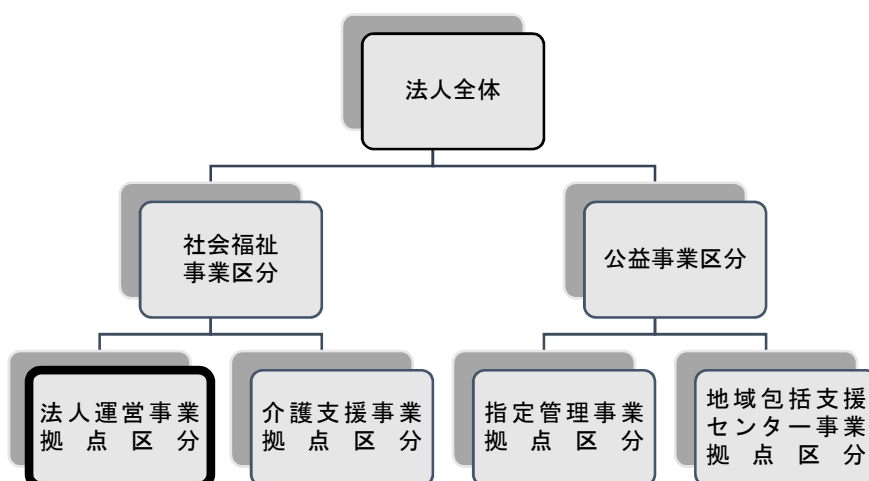 法人全体
社会福祉
事業区分
公益事業区分
法人運営事業
拠点区分
介護支援事業
拠点区分
指定管理事業
拠点区分
地域包括支援
センター事業
拠点区分